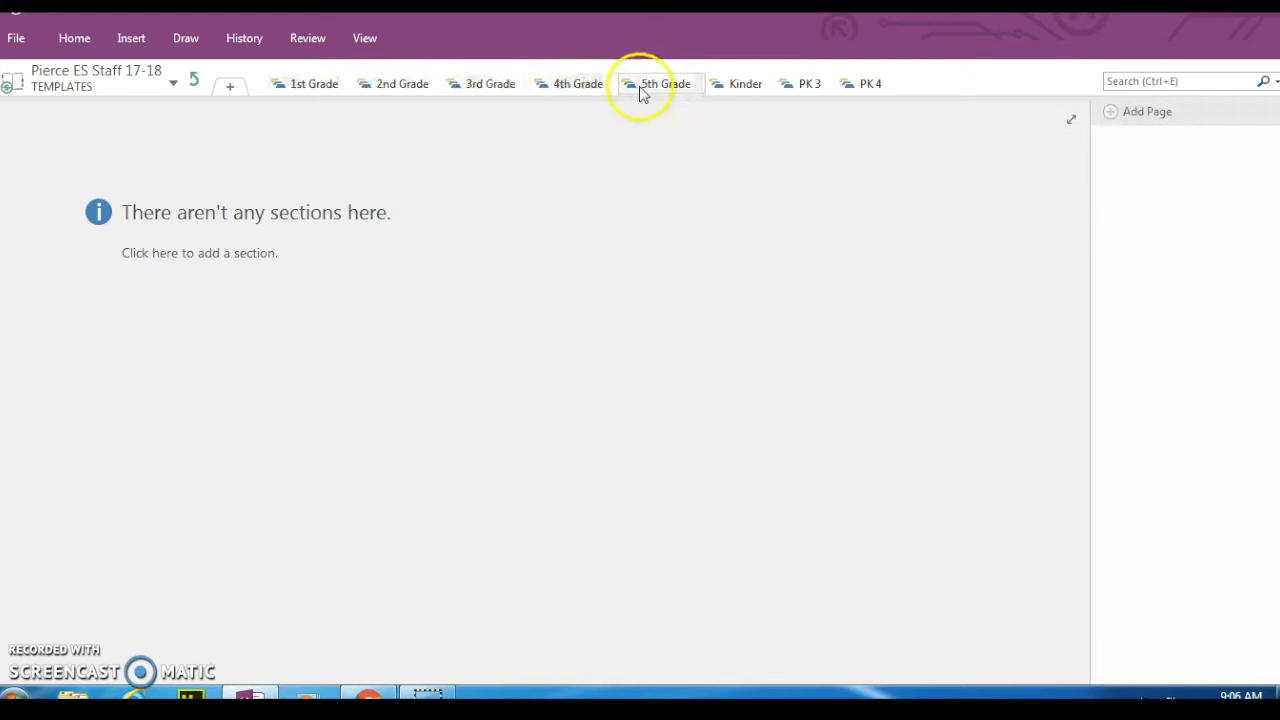 File Home Insert Draw History Review View
Pierce ES Staff 17-18
TEMPLATES
+ 1st Grade 2nd Grade 3rd Grade 4th Grade 5th Grade Kinder PK 3 PK 4
Search (Ctrl+E)
Add Page
There aren't any sections here.
Click here to add a section.
RECORDED WITH
SCREENCAST MATIC
9:06 AM